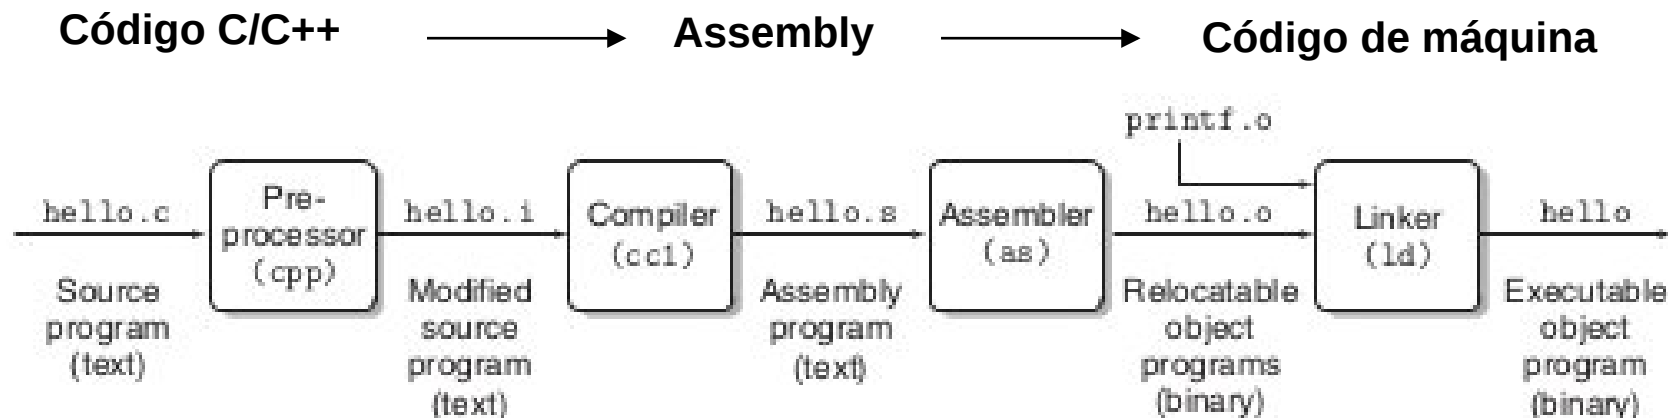 Código C/C++
Assembly
Código de máquina
printf.o
hello.c
Pre-
processor
(cpp)
hello.i
Compiler
(cc1)
hello.s
Assembler
(as)
hello.o
Linker
(ld)
hello
Source
program
(text)
Modified
source
program
(text)
Assembly
program
(text)
Relocatable
object
programs
(binary)
Executable
object
program
(binary)